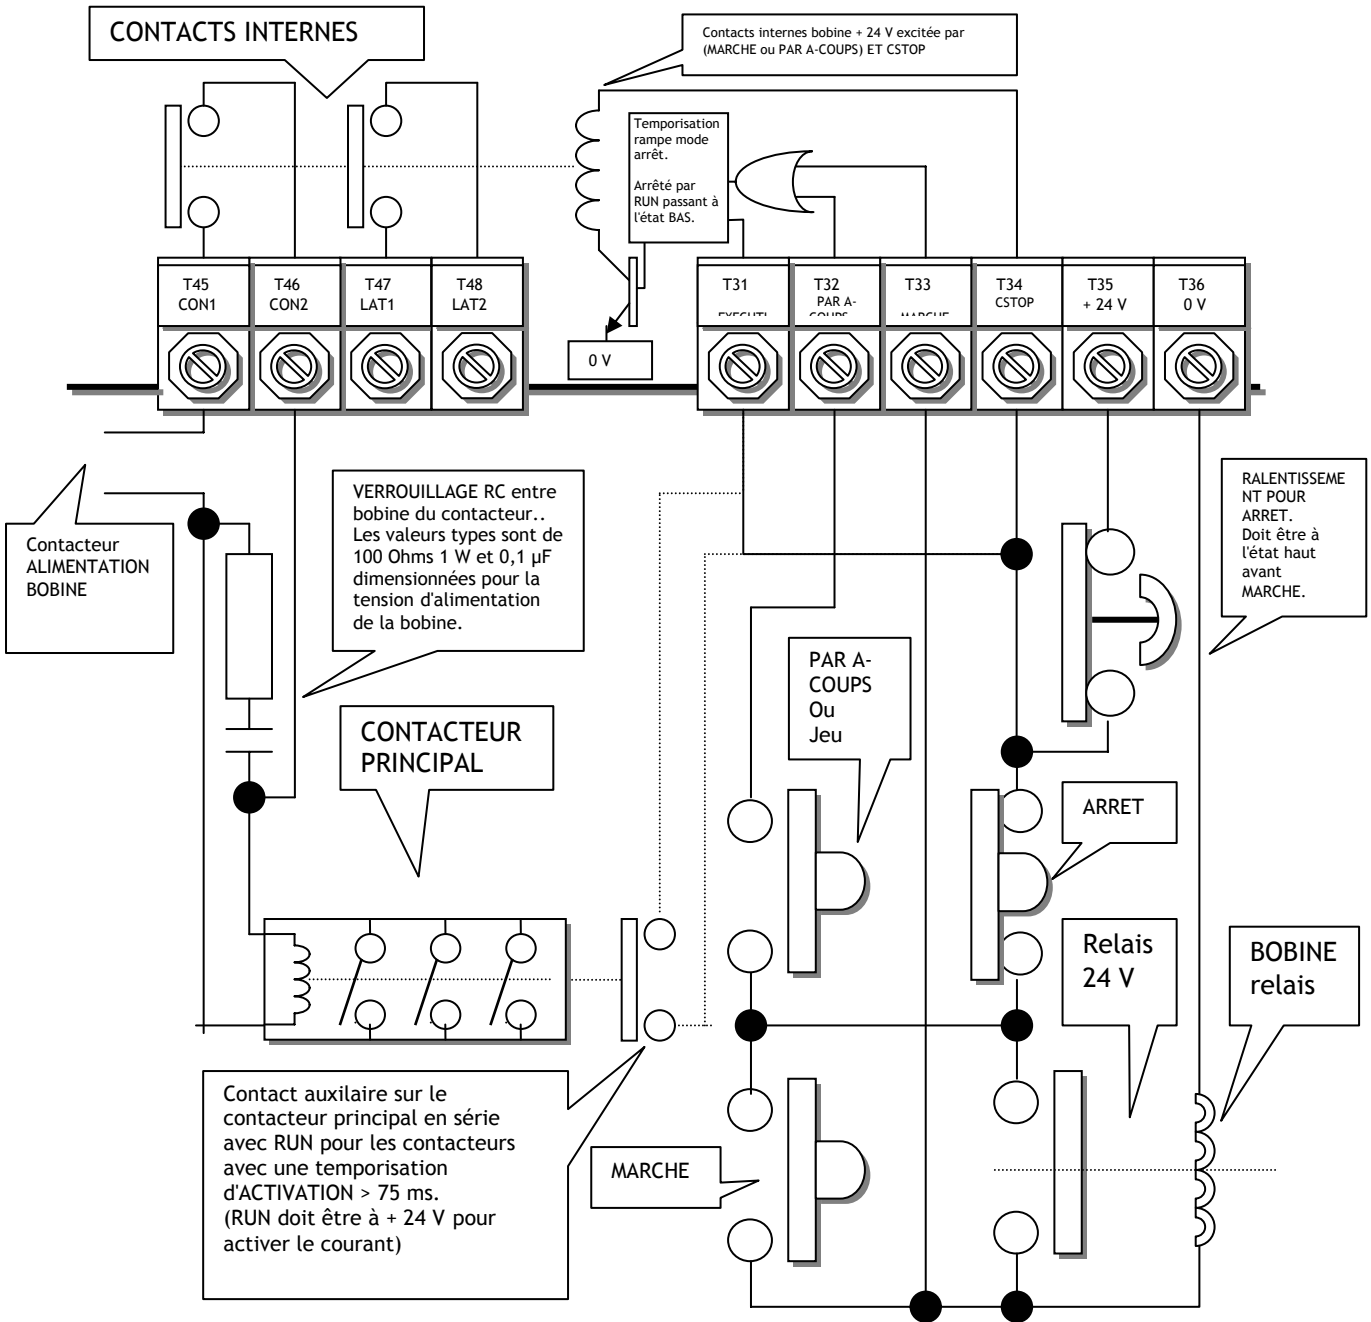 CONTACTS INTERNES
Contacts internes bobine + 24 V excitée par
(MARCHE ou PAR A-COUPS) ET CSTOP
Temporisation
rampe mode
arrêt.
Arrêté par
RUN passant à
l'état BAS.
T45
CON1
T46
CON2
T47
LAT1
T48
LAT2
0 V
T31
EXECUTI
T32
PAR A-
COUPS
T33
MARCHE
T34
CSTOP
T35
+ 24 V
T36
0 V
Contacteur
ALIMENTATION
BOBINE
VERROUILLAGE RC entre
bobine du contacteur..
Les valeurs types sont de
100 Ohms 1 W et 0,1 µF
dimensionnées pour la
tension d'alimentation
de la bobine.
RALENTISSEME
NT POUR
ARRET.
Doit être à
l'état haut
avant
MARCHE.
CONTACTEUR
PRINCIPAL
PAR A-
COUPS
Ou
Jeu
ARRET
Relais
24 V
BOBINE
relais
Contact auxilaire sur le
contacteur principal en série
avec RUN pour les contacteurs
avec une temporisation
d'ACTIVATION > 75 ms.
(RUN doit être à + 24 V pour
activer le courant)
MARCHE